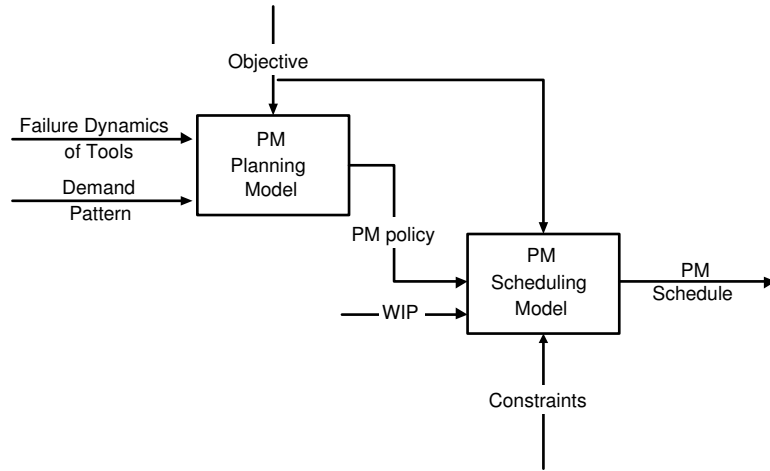 Objective
Failure Dynamics
of Tools
PM
Planning
Model
Demand
Pattern
PM policy
PM
Scheduling
Model
WIP
PM
Schedule
Constraints